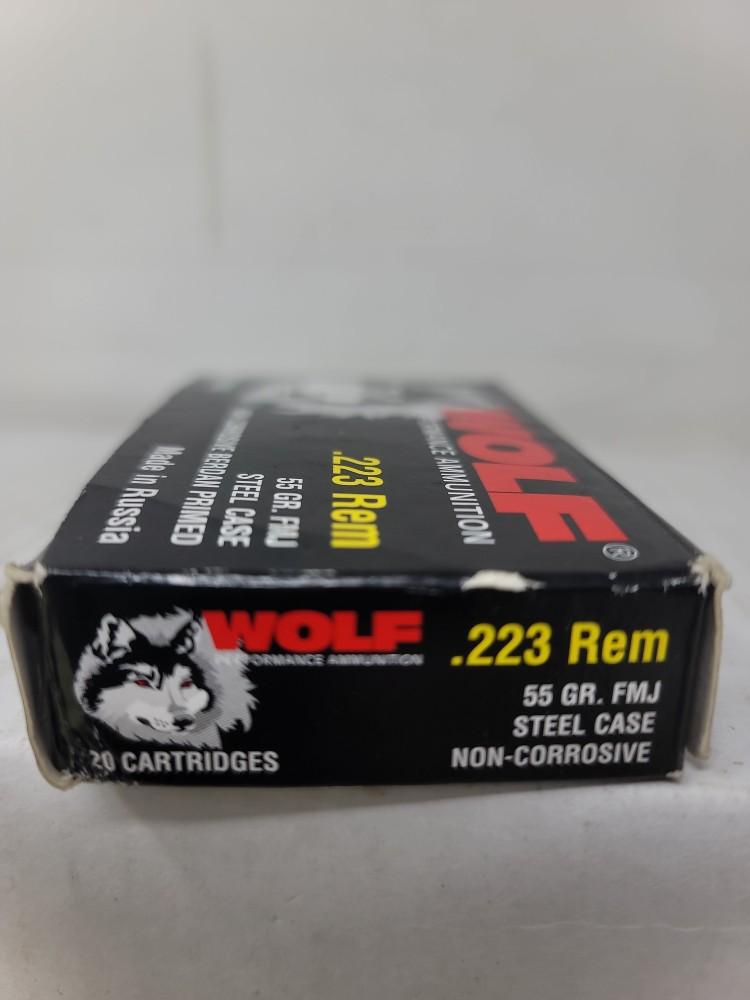 WOLF®
AMMUNITION
.223 Rem
55 GR. FMJ
STEEL CASE
BERDAN PRIMED
Made in Russia
WOLF
PERFORMANCE AMMUNITION
.223 Rem
55 GR. FMJ
STEEL CASE
NON-CORROSIVE
20 CARTRIDGES